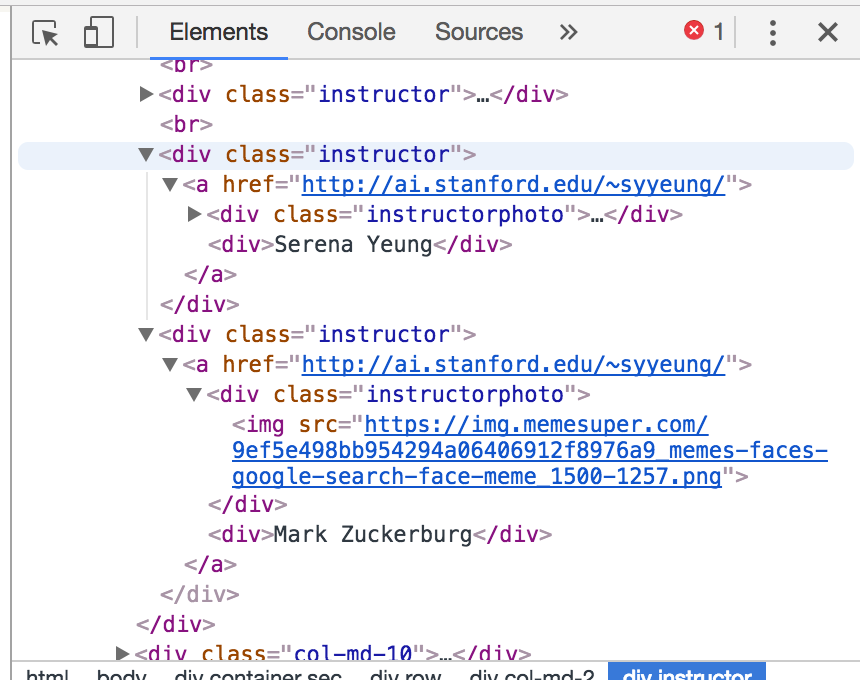 Elements Console Sources » 1
<br>
<div class="instructor">…</div>
<br>
<div class="instructor">
<a href="http://ai.stanford.edu/~syyeung/">
<div class="instructorphoto">…</div>
<div>Serena Yeung</div>
</a>
</div>
<div class="instructor">
<a href="http://ai.stanford.edu/~syyeung/">
<div class="instructorphoto">
<img src="https://img.memesuper.com/
9ef5e498bb954294a06406912f8976a9_memes-faces-
google-search-face-meme_1500-1257.png">
</div>
<div>Mark Zuckerburg</div>
</a>
</div>
</div>
<div class="col-md-10">…</div>
html body div.container.sec div.row div.col-md-2 div.instructor